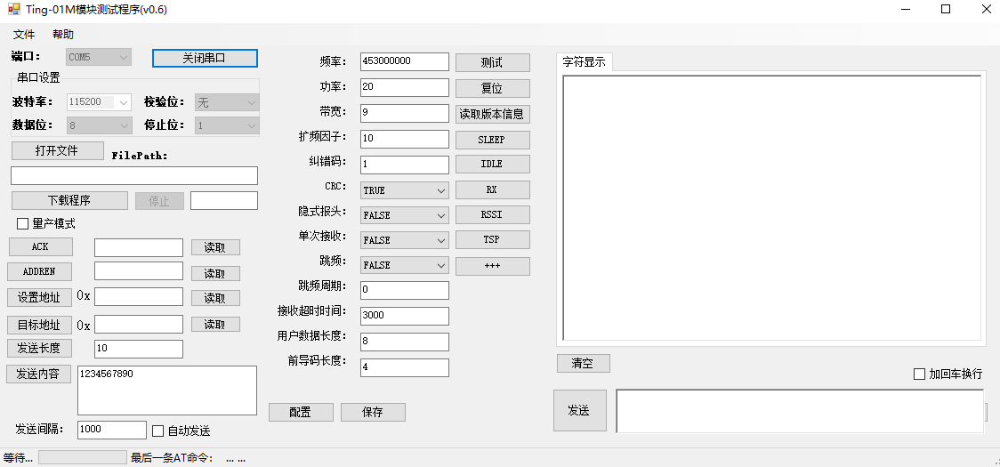 Ting-01M模块测试程序(v0.6)
文件 帮助
端口： COM5 关闭串口
串口设置
波特率： 115200 校验位： 无
数据位： 8 停止位： 1
打开文件 FilePath：
下载程序 停止
量产模式
ACK 读取
ADDREN 读取
设置地址 0x 读取
目标地址 0x 读取
发送长度 10
发送内容 1234567890
发送间隔： 1000 自动发送
频率： 453000000 测试
功率： 20 复位
带宽： 9 读取版本信息
扩频因子： 10 SLEEP
纠错码： 1 IDLE
CRC： TRUE RX
隐式报头： FALSE RSSI
单次接收： FALSE TSP
跳频： FALSE +++
跳频周期： 0
接收超时时间： 3000
用户数据长度： 8
前导码长度： 4
配置 保存
字符显示
清空
加回车换行
发送
等待... 最后一条AT命令： ... ...